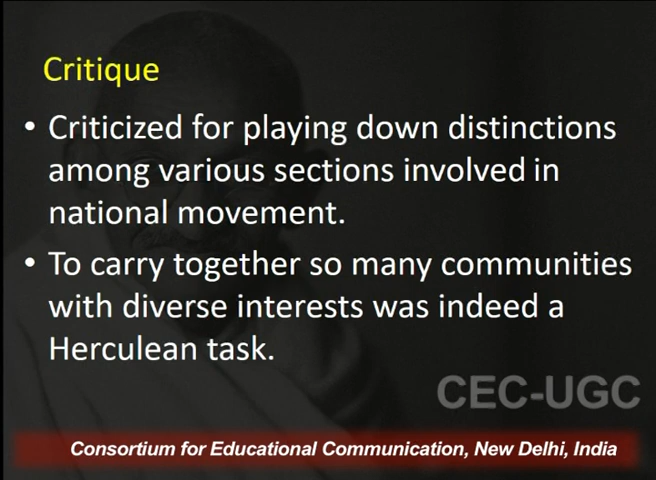 Critique
• Criticized for playing down distinctions
among various sections involved in
national movement.
• To carry together so many communities
with diverse interests was indeed a
Herculean task.
CEC-UGC
Consortium for Educational Communication, New Delhi, India